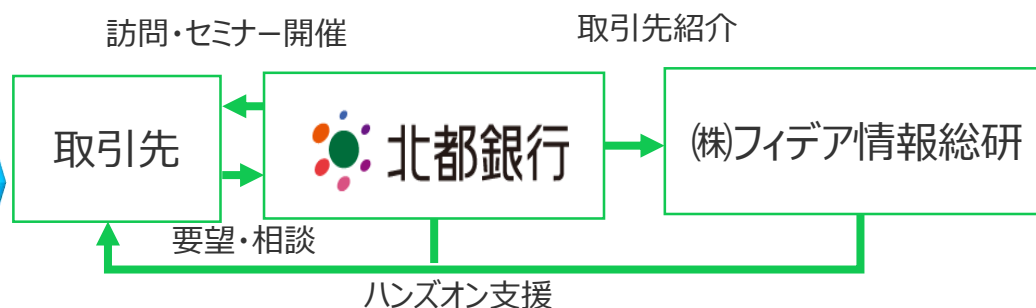 訪問・セミナー開催
取引先紹介
取引先
北都銀行
㈱フィデア情報総研
要望・相談
ハンズオン支援